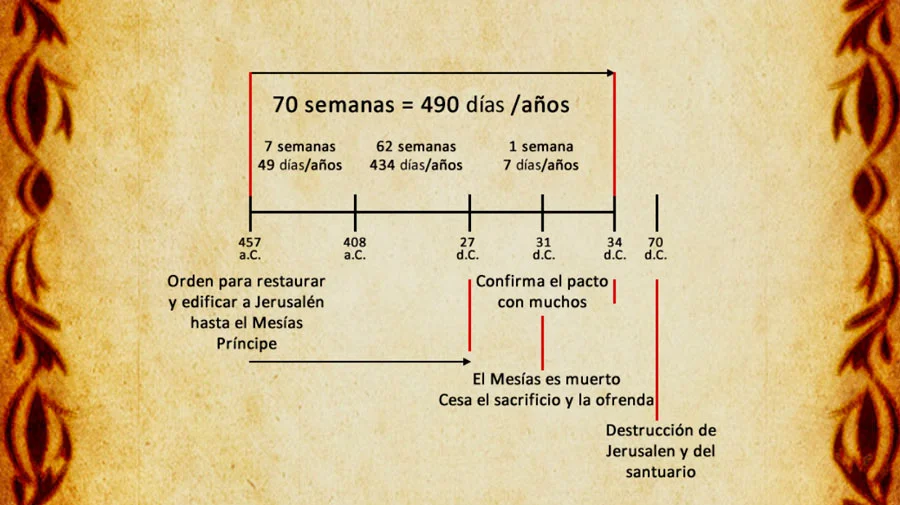 70 semanas = 490 días /años
7 semanas
49 días/años
62 semanas
434 días/años
1 semana
7 días/años
457
a.C.
408
a.C.
27
d.C.
31
d.C.
34
d.C.
70
d.C.
Orden para restaurar
y edificar a Jerusalén
hasta el Mesías
Príncipe
Confirma el pacto
con muchos
El Mesías es muerto
Cesa el sacrificio y la ofrenda
Destrucción de
Jerusalen y del
santuario